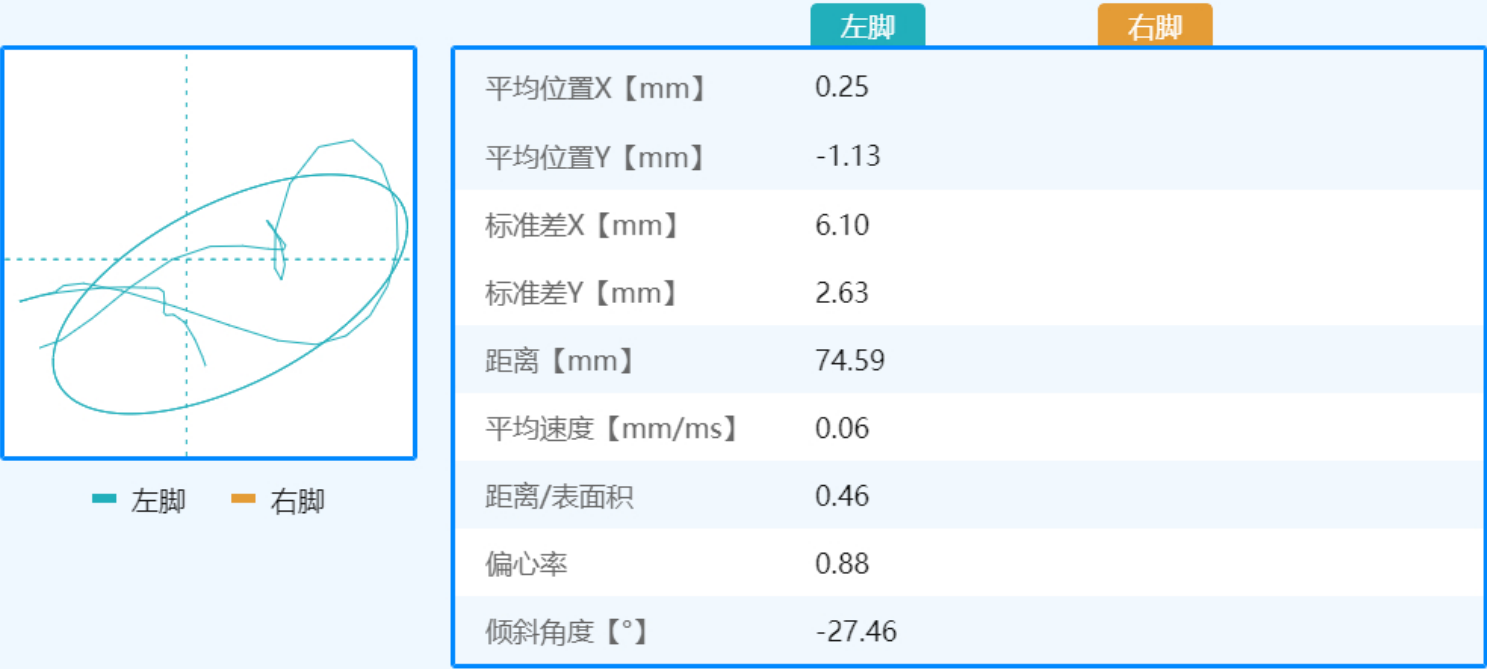 左脚 右脚
平均位置X【mm】 0.25
平均位置Y【mm】 -1.13
标准差X【mm】 6.10
标准差Y【mm】 2.63
距离【mm】 74.59
平均速度【mm/ms】 0.06
距离/表面积 0.46
偏心率 0.88
倾斜角度【°】 -27.46
左脚 右脚